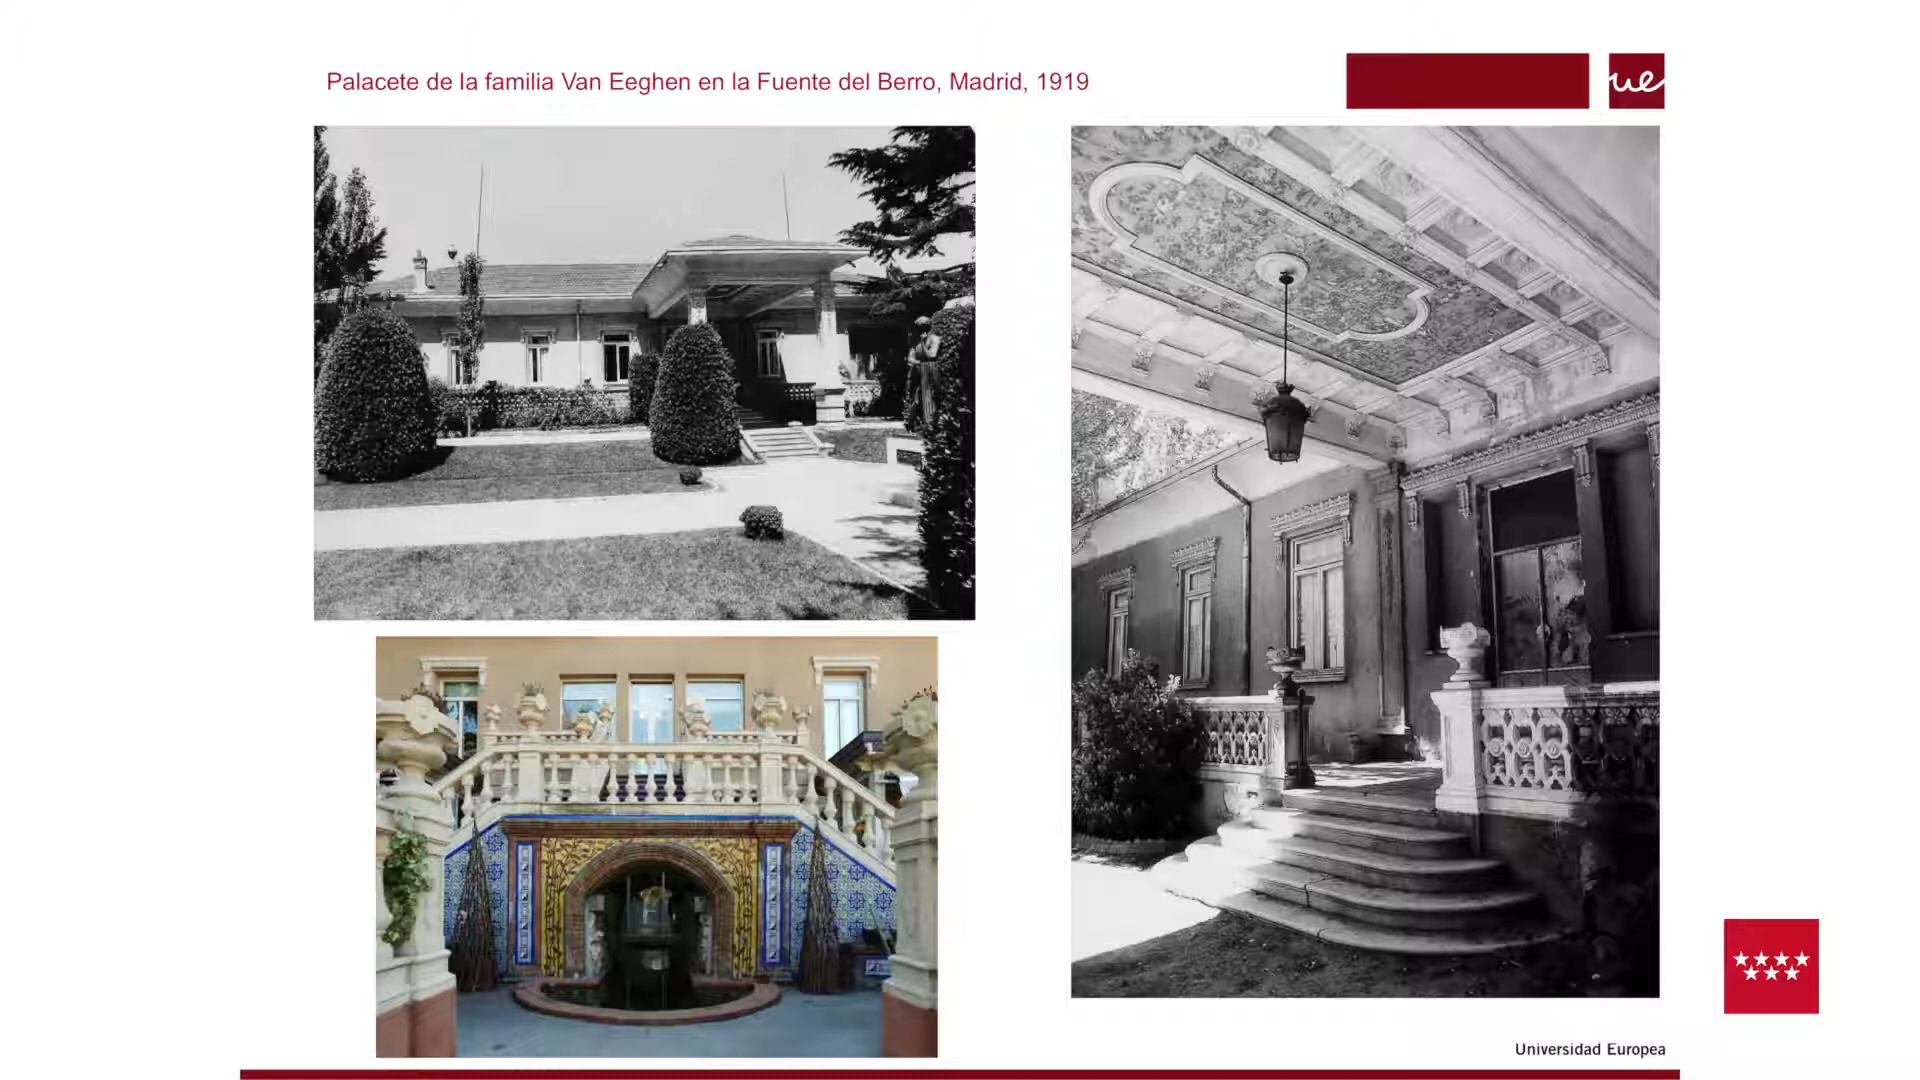 Palacete de la familia Van Eeghen en la Fuente del Berro, Madrid, 1919
ue
Universidad Europea